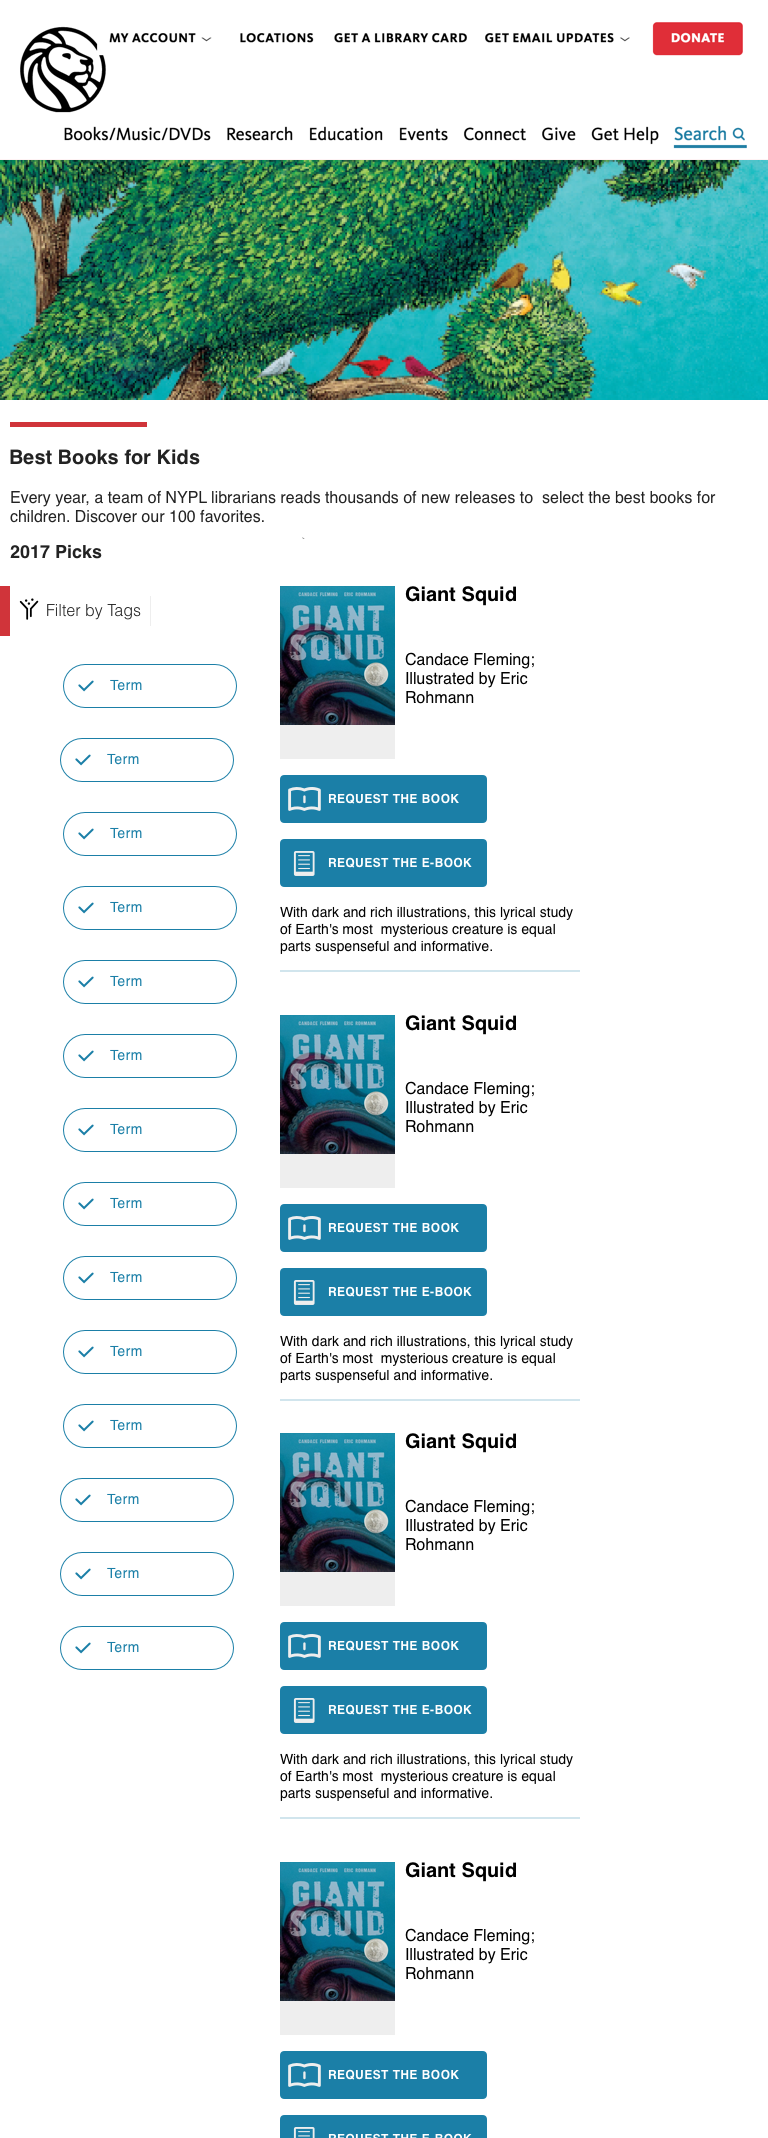 MY ACCOUNT
LOCATIONS
GET A LIBRARY CARD
GET EMAIL UPDATES
DONATE
Books/Music/DVDs
Research
Education
Events
Connect
Give
Get Help
Search
Best Books for Kids
Every year, a team of NYPL librarians reads thousands of new releases to  select the best books for
children. Discover our 100 favorites.
2017 Picks
Filter by Tags
Term
Term
Term
Term
Term
Term
Term
Term
Term
Term
Term
Term
Term
Term
CANDACE FLEMING ERIC ROHMANN
GIANT
SQUID
Giant Squid
Candace Fleming;
Illustrated by Eric
Rohmann
REQUEST THE BOOK
REQUEST THE E-BOOK
With dark and rich illustrations, this lyrical study
of Earth's most  mysterious creature is equal
parts suspenseful and informative.
CANDACE FLEMING ERIC ROHMANN
GIANT
SQUID
Giant Squid
Candace Fleming;
Illustrated by Eric
Rohmann
REQUEST THE BOOK
REQUEST THE E-BOOK
With dark and rich illustrations, this lyrical study
of Earth's most  mysterious creature is equal
parts suspenseful and informative.
CANDACE FLEMING ERIC ROHMANN
GIANT
SQUID
Giant Squid
Candace Fleming;
Illustrated by Eric
Rohmann
REQUEST THE BOOK
REQUEST THE E-BOOK
With dark and rich illustrations, this lyrical study
of Earth's most  mysterious creature is equal
parts suspenseful and informative.
CANDACE FLEMING ERIC ROHMANN
GIANT
SQUID
Giant Squid
Candace Fleming;
Illustrated by Eric
Rohmann
REQUEST THE BOOK
REQUEST THE E-BOOK